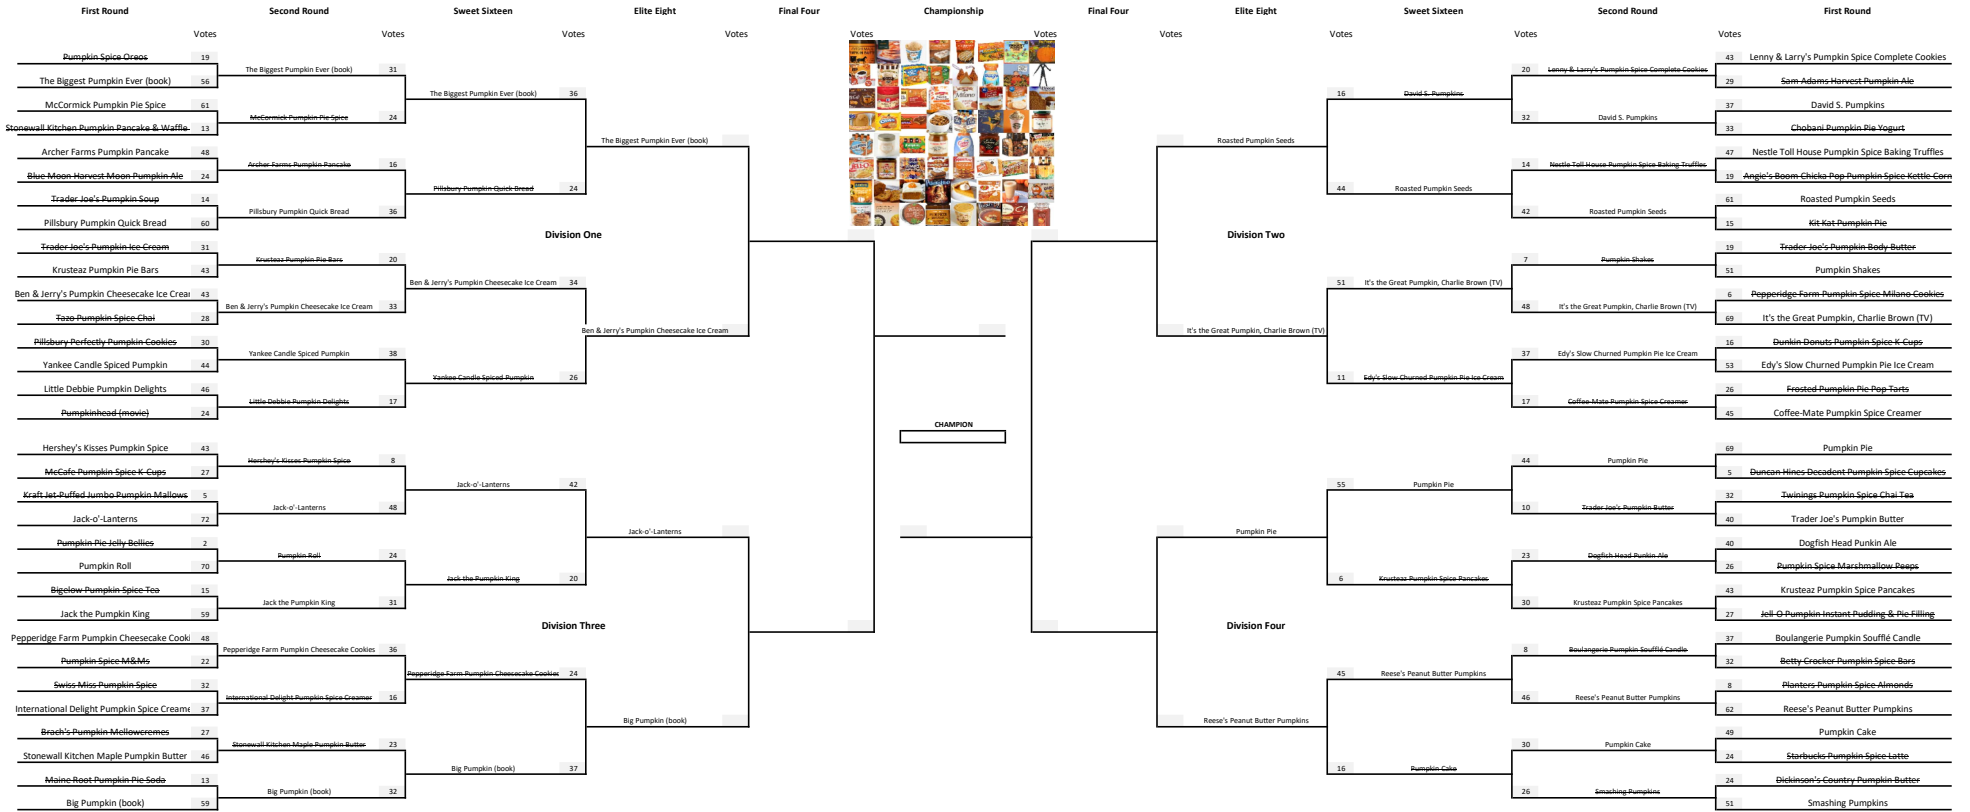 First Round Second Round Sweet Sixteen Elite Eight Final Four Championship Final Four Elite Eight Sweet Sixteen Second Round First Round
Votes Votes Votes Votes Votes Votes Votes Votes Votes Votes
Pumpkin Spice Oreos 19
The Biggest Pumpkin Ever (book) 56
McCormick Pumpkin Pie Spice 61
Stonewall Kitchen Pumpkin Pancake & Waffle 13
Archer Farms Pumpkin Pancake 48
Blue Moon Harvest Moon Pumpkin Ale 24
Trader Joe's Pumpkin Soup 14
Pillsbury Pumpkin Quick Bread 60
Trader Joe's Pumpkin Ice Cream 31
Krusteaz Pumpkin Pie Bars 43
Ben & Jerry's Pumpkin Cheesecake Ice Crear 43
Tazo Pumpkin Spice Chai 28
Pillsbury Perfectly Pumpkin Cookies 30
Yankee Candle Spiced Pumpkin 44
Little Debbie Pumpkin Delights 46
Pumpkinhead (movie) 24
The Biggest Pumpkin Ever (book) 31
McCormick Pumpkin Pie Spice 24
Archer Farms Pumpkin Pancake 16
Pillsbury Pumpkin Quick Bread 36
Krusteaz Pumpkin Pie Bars 20
Ben & Jerry's Pumpkin Cheesecake Ice Cream 33
Yankee Candle Spiced Pumpkin 38
Little Debbie Pumpkin Delights 17
The Biggest Pumpkin Ever (book) 36
Pillsbury Pumpkin Quick Bread 24
Ben & Jerry's Pumpkin Cheesecake Ice Cream 34
Yankee Candle Spiced Pumpkin 26
The Biggest Pumpkin Ever (book)
Ben & Jerry's Pumpkin Cheesecake Ice Cream
Division One
Hershey's Kisses Pumpkin Spice 43
McCafe Pumpkin Spice K-Cups 27
Kraft Jet-Puffed Jumbo Pumpkin Mallows 5
Jack-o'-Lanterns 72
Pumpkin Pie Jelly Bellies 2
Pumpkin Roll 70
Bigelow Pumpkin Spice Tea 15
Jack the Pumpkin King 59
Pepperidge Farm Pumpkin Cheesecake Cooki 48
Pumpkin Spice M&Ms 22
Swiss Miss Pumpkin Spice 32
International Delight Pumpkin Spice Creame 37
Brach's Pumpkin Mellowcremes 27
Stonewall Kitchen Maple Pumpkin Butter 46
Maine Root Pumpkin Pie Soda 13
Big Pumpkin (book) 59
Hershey's Kisses Pumpkin Spice 8
Jack-o'-Lanterns 48
Pumpkin Roll 24
Jack the Pumpkin King 31
Pepperidge Farm Pumpkin Cheesecake Cookies 36
International Delight Pumpkin Spice Creamer 16
Stonewall Kitchen Maple Pumpkin Butter 23
Big Pumpkin (book) 32
Jack-o'-Lanterns 42
Jack the Pumpkin King 20
Pepperidge Farm Pumpkin Cheesecake Cookies 24
Big Pumpkin (book) 37
Jack-o'-Lanterns
Big Pumpkin (book)
Division Three
CHAMPION
Roasted Pumpkin Seeds
It's the Great Pumpkin, Charlie Brown (TV)
Division Two
16 David S. Pumpkins
44 Roasted Pumpkin Seeds
51 It's the Great Pumpkin, Charlie Brown (TV)
11 Edy's Slow Churned Pumpkin Pie Ice Cream
20 Lenny & Larry's Pumpkin Spice Complete Cookies
32 David S. Pumpkins
14 Nestle Toll House Pumpkin Spice Baking Truffles
42 Roasted Pumpkin Seeds
7 Pumpkin Shakes
48 It's the Great Pumpkin, Charlie Brown (TV)
37 Edy's Slow Churned Pumpkin Pie Ice Cream
17 Coffee-Mate Pumpkin Spice Creamer
43 Lenny & Larry's Pumpkin Spice Complete Cookies
29 Sam Adams Harvest Pumpkin Ale
37 David S. Pumpkins
33 Chobani Pumpkin Pie Yogurt
47 Nestle Toll House Pumpkin Spice Baking Truffles
19 Angie's Boom Chicka Pop Pumpkin Spice Kettle Corn
61 Roasted Pumpkin Seeds
15 Kit Kat Pumpkin Pie
19 Trader Joe's Pumpkin Body Butter
51 Pumpkin Shakes
6 Pepperidge Farm Pumpkin Spice Milano Cookies
69 It's the Great Pumpkin, Charlie Brown (TV)
16 Dunkin Donuts Pumpkin Spice K-Cups
53 Edy's Slow Churned Pumpkin Pie Ice Cream
26 Frosted Pumpkin Pie Pop Tarts
45 Coffee-Mate Pumpkin Spice Creamer
Pumpkin Pie
Reese's Peanut Butter Pumpkins
Division Four
55 Pumpkin Pie
6 Krusteaz Pumpkin Spice Pancakes
45 Reese's Peanut Butter Pumpkins
16 Pumpkin Cake
44 Pumpkin Pie
10 Trader Joe's Pumpkin Butter
23 Dogfish Head Punkin Ale
30 Krusteaz Pumpkin Spice Pancakes
8 Boulangerie Pumpkin Soufflé Candle
46 Reese's Peanut Butter Pumpkins
30 Pumpkin Cake
26 Smashing Pumpkins
69 Pumpkin Pie
5 Duncan Hines Decadent Pumpkin Spice Cupcakes
32 Twinings Pumpkin Spice Chai Tea
40 Trader Joe's Pumpkin Butter
40 Dogfish Head Punkin Ale
26 Pumpkin Spice Marshmallow Peeps
43 Krusteaz Pumpkin Spice Pancakes
27 Jell-O Pumpkin Instant Pudding & Pie Filling
37 Boulangerie Pumpkin Soufflé Candle
32 Betty Crocker Pumpkin Spice Bars
8 Planters Pumpkin Spice Almonds
62 Reese's Peanut Butter Pumpkins
49 Pumpkin Cake
24 Starbucks Pumpkin Spice Latte
24 Dickinson's Country Pumpkin Butter
51 Smashing Pumpkins